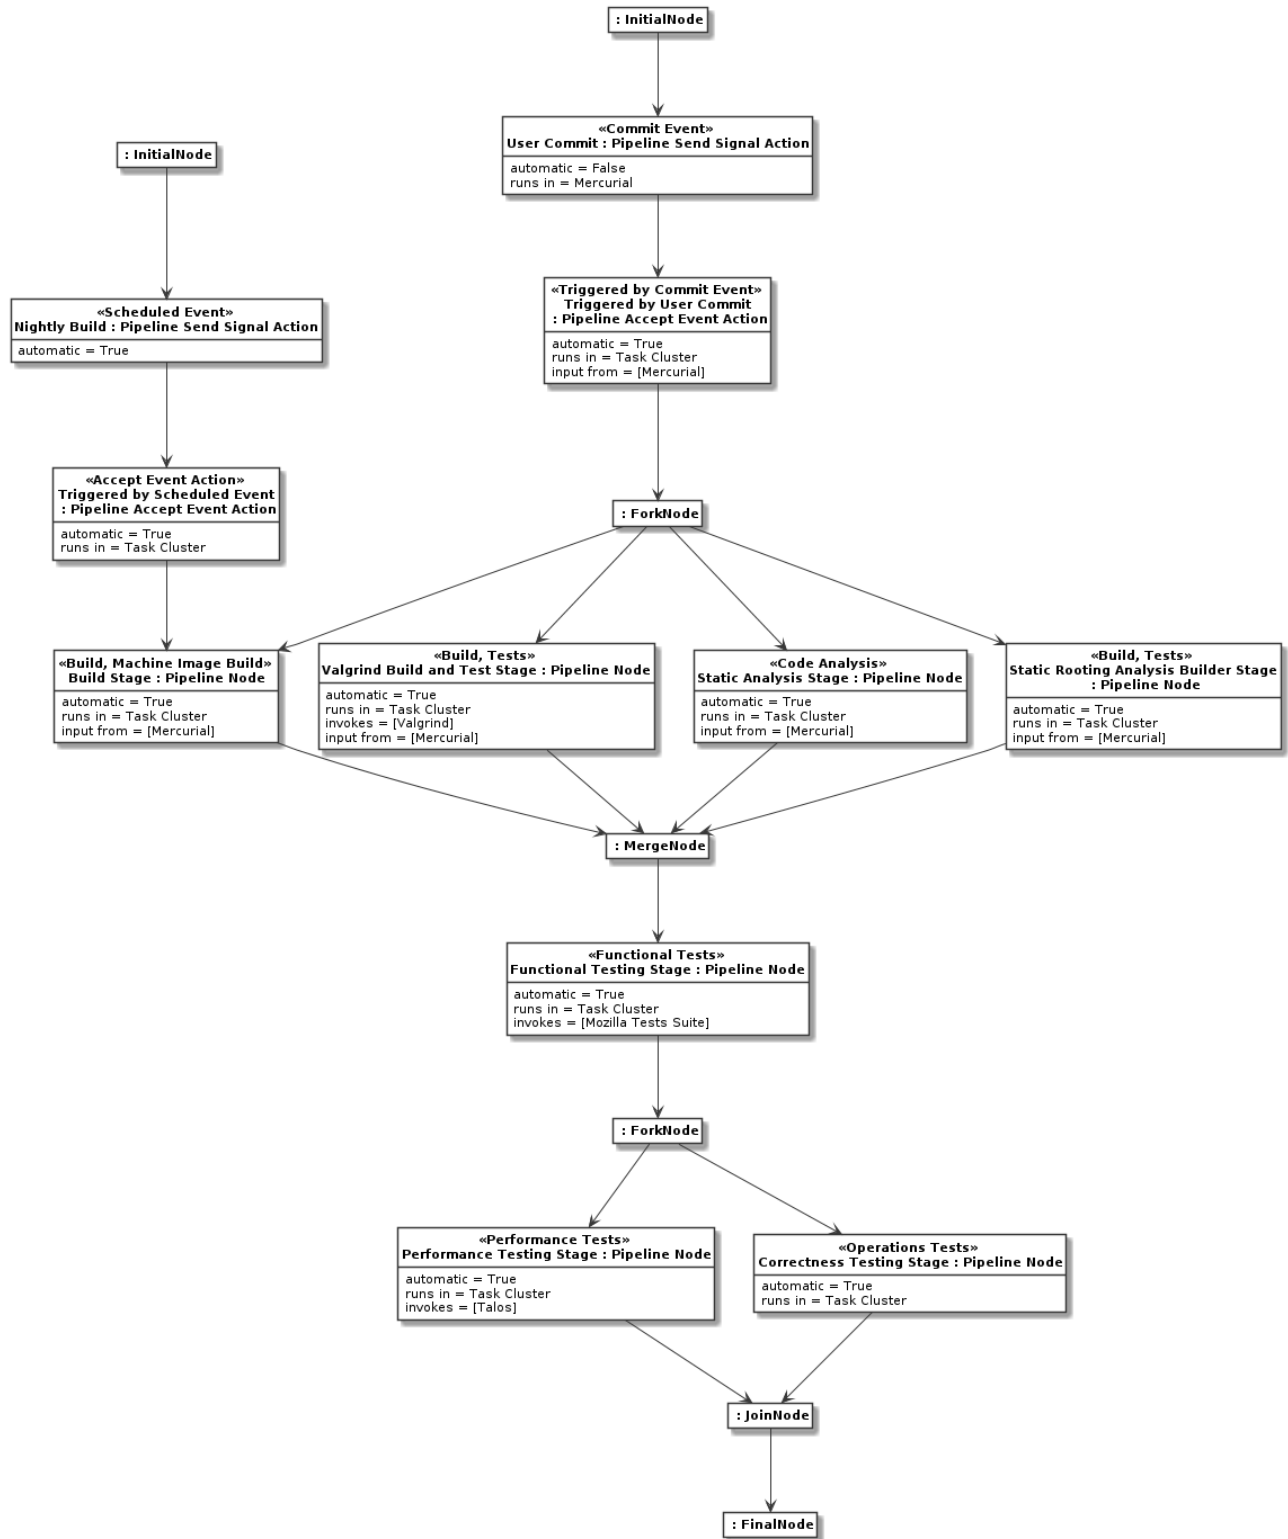 : InitialNode
«Commit Event»
User Commit : Pipeline Send Signal Action
automatic = False
runs in = Mercurial
: InitialNode
«Triggered by Commit Event»
Triggered by User Commit
: Pipeline Accept Event Action
automatic = True
runs in = Task Cluster
input from = [Mercurial]
«Scheduled Event»
Nightly Build : Pipeline Send Signal Action
automatic = True
«Accept Event Action»
Triggered by Scheduled Event
: Pipeline Accept Event Action
automatic = True
runs in = Task Cluster
: ForkNode
«Build, Machine Image Build»
Build Stage : Pipeline Node
automatic = True
runs in = Task Cluster
input from = [Mercurial]
«Build, Tests»
Valgrind Build and Test Stage : Pipeline Node
automatic = True
runs in = Task Cluster
invokes = [Valgrind]
input from = [Mercurial]
«Code Analysis»
Static Analysis Stage : Pipeline Node
automatic = True
runs in = Task Cluster
input from = [Mercurial]
«Build, Tests»
Static Rooting Analysis Builder Stage
: Pipeline Node
automatic = True
runs in = Task Cluster
input from = [Mercurial]
: MergeNode
«Functional Tests»
Functional Testing Stage : Pipeline Node
automatic = True
runs in = Task Cluster
invokes = [Mozilla Tests Suite]
: ForkNode
«Performance Tests»
Performance Testing Stage : Pipeline Node
automatic = True
runs in = Task Cluster
invokes = [Talos]
«Operations Tests»
Correctness Testing Stage : Pipeline Node
automatic = True
runs in = Task Cluster
: JoinNode
: FinalNode